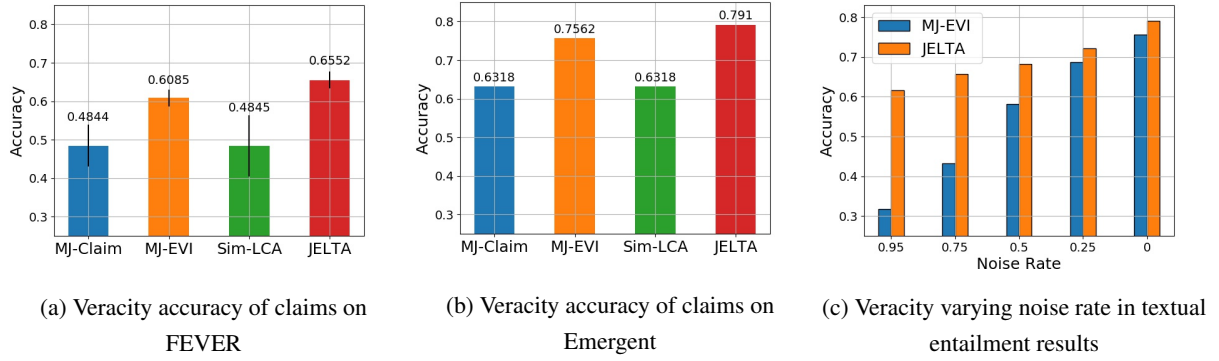 0.8
0.7
0.6
0.5
0.4
0.3
Accuracy
0.4844
0.6085
0.4845
0.6552
MJ-Claim MJ-EVI Sim-LCA JELTA
(a) Veracity accuracy of claims on
FEVER
0.8
0.7
0.6
0.5
0.4
0.3
Accuracy
0.6318
0.7562
0.6318
0.791
MJ-Claim MJ-EVI Sim-LCA JELTA
(b) Veracity accuracy of claims on
Emergent
0.8
0.7
0.6
0.5
0.4
0.3
Accuracy
MJ-EVI
JELTA
0.95 0.75 0.5 0.25 0
Noise Rate
(c) Veracity varying noise rate in textual
entailment results